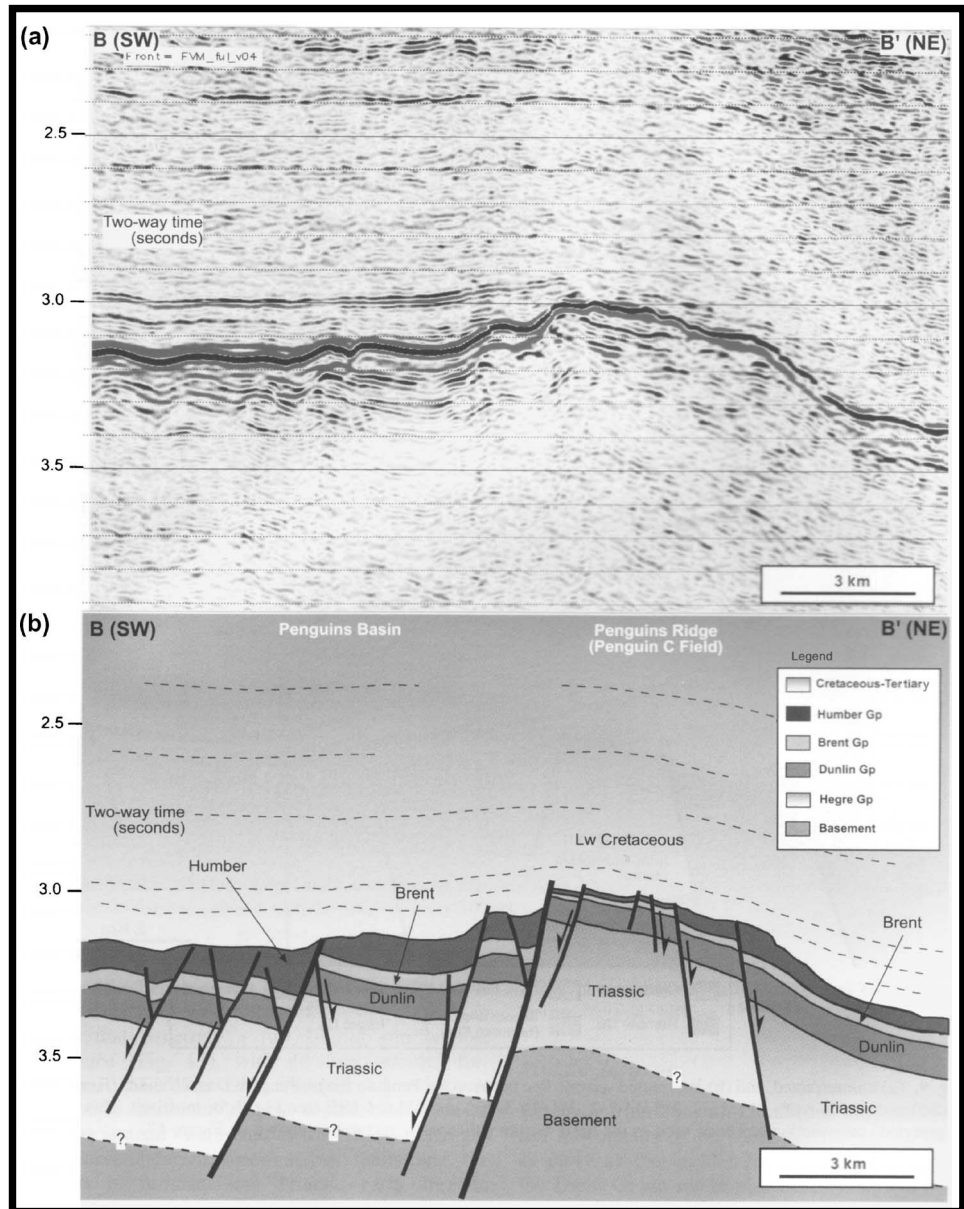 (a)
B (SW)
B' (NE)
Front = FVM_ful_v04
2.5
Two-way time
(seconds)
3.0
3.5
3 km
(b)
B (SW)
Penguins Basin
Penguins Ridge
(Penguin C Field)
B' (NE)
Legend
Cretaceous-Tertiary
Humber Gp
Brent Gp
Dunlin Gp
Hegre Gp
Basement
2.5
Two-way time
(seconds)
Lw Cretaceous
Humber
3.0
Brent
Brent
Dunlin
Triassic
Dunlin
3.5
Triassic
?
Triassic
?
?
Basement
3 km